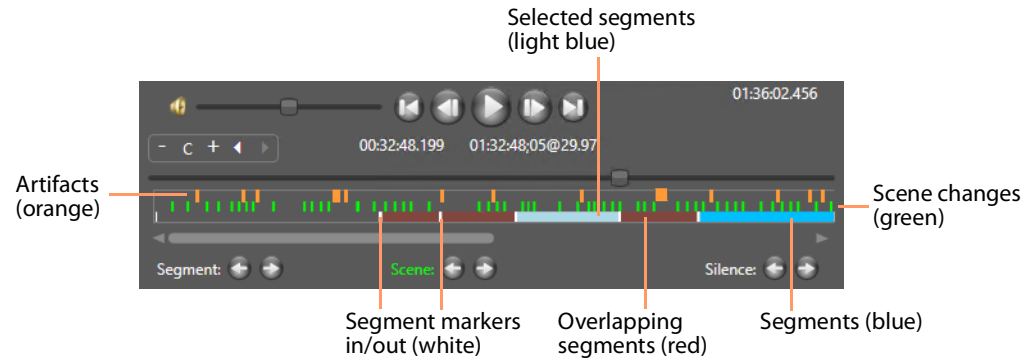 Selected segments
(light blue)
01:36:02.456
- C +
00:32:48.199 01:32:48;05@29.97
Artifacts
(orange)
Scene changes
(green)
Segment: Scene: Silence:
Segment markers
in/out (white)
Overlapping
segments (red)
Segments (blue)